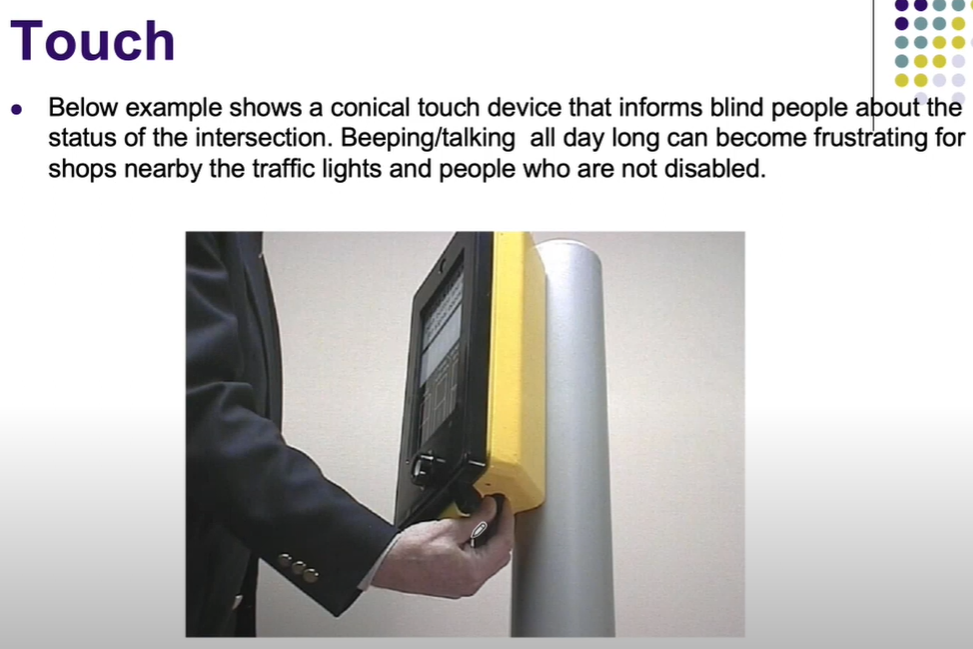 Touch
Below example shows a conical touch device that informs blind people about the
status of the intersection. Beeping/talking  all day long can become frustrating for
shops nearby the traffic lights and people who are not disabled.